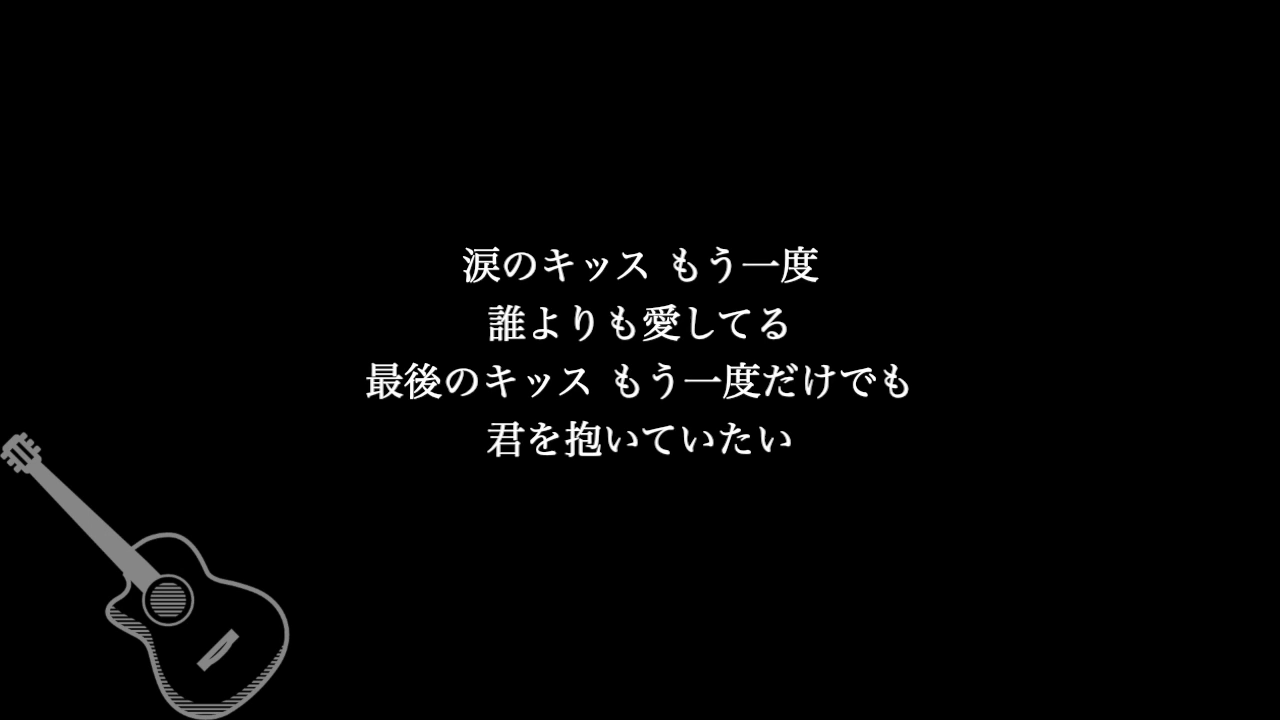 涙のキッス もう一度
誰よりも愛してる
最後のキッス もう一度だけでも
君を抱いていたい